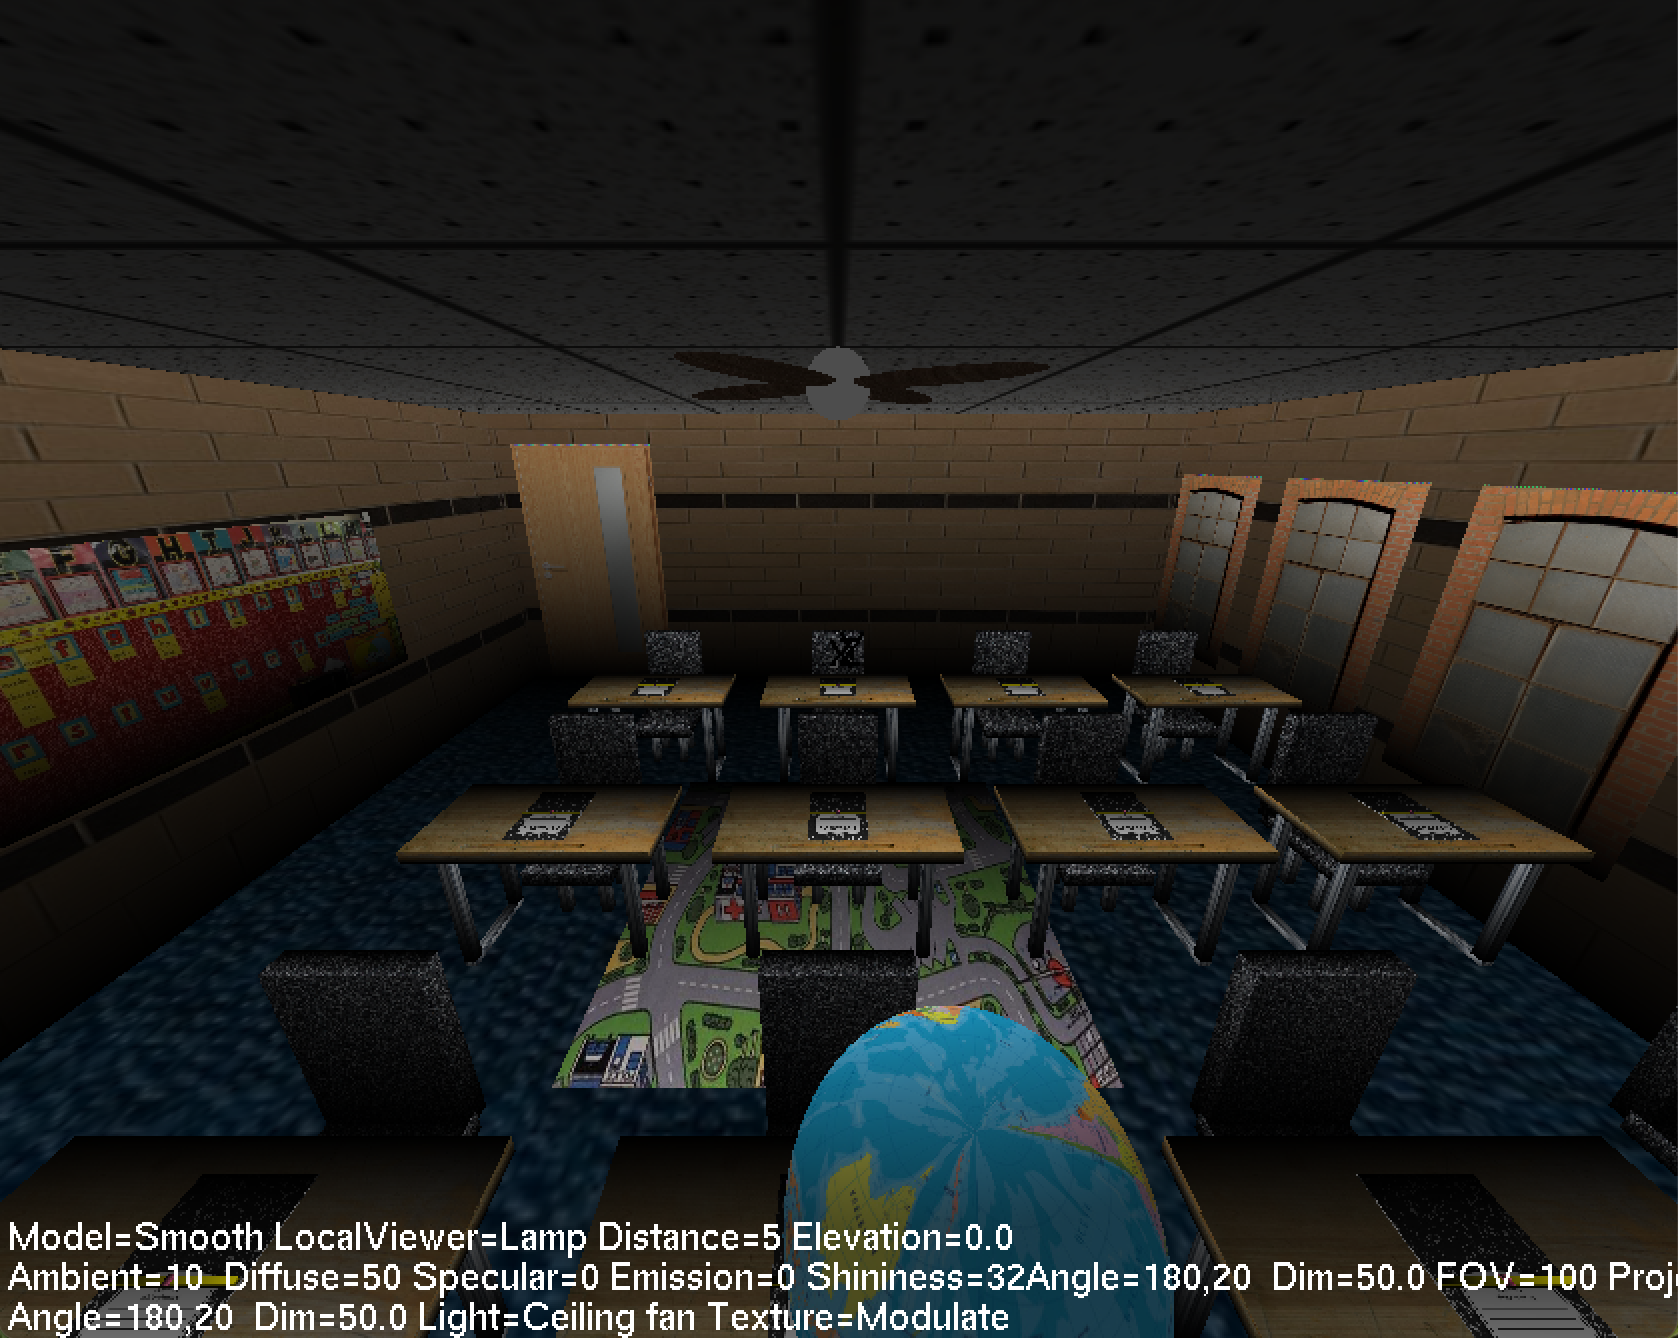 F G H I J K L M
Model=Smooth LocalViewer=Lamp Distance=5 Elevation=0.0
Ambient=10 Diffuse=50 Specular=0 Emission=0 Shininess=32Angle=180,20 Dim=50.0 FOV=100 Proj
Angle=180,20 Dim=50.0 Light=Ceiling fan Texture=Modulate